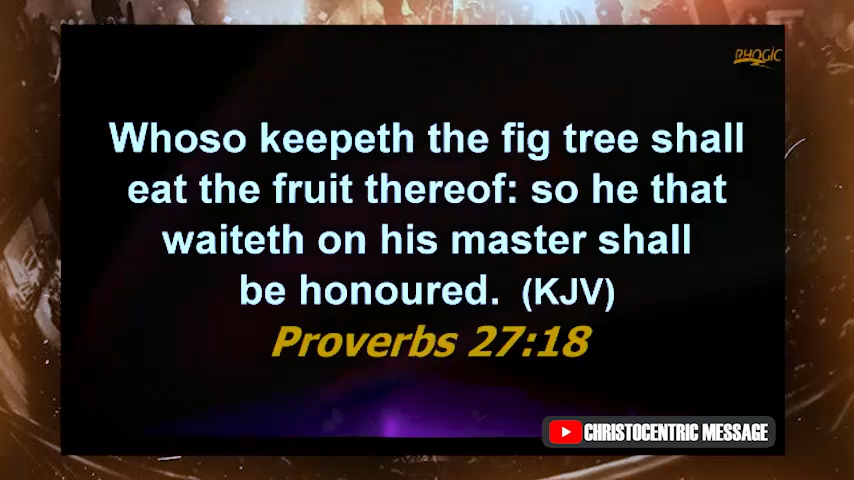 RHOGIC
Whoso keepeth the fig tree shall
eat the fruit thereof: so he that
waiteth on his master shall
be honoured. (KJV)
Proverbs 27:18
CHRISTOCENTRIC MESSAGE